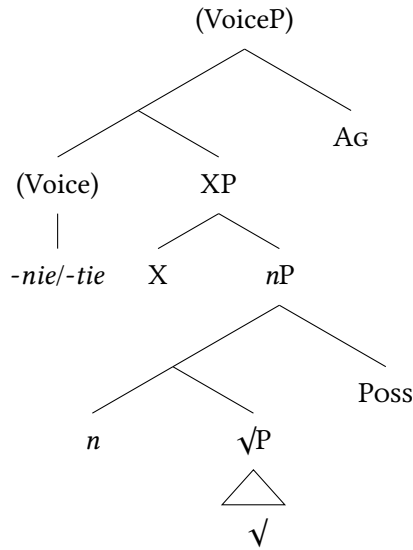 (VoiceP)
Ag
(Voice) XP
-nie/-tie X nP
Poss
n √P
√